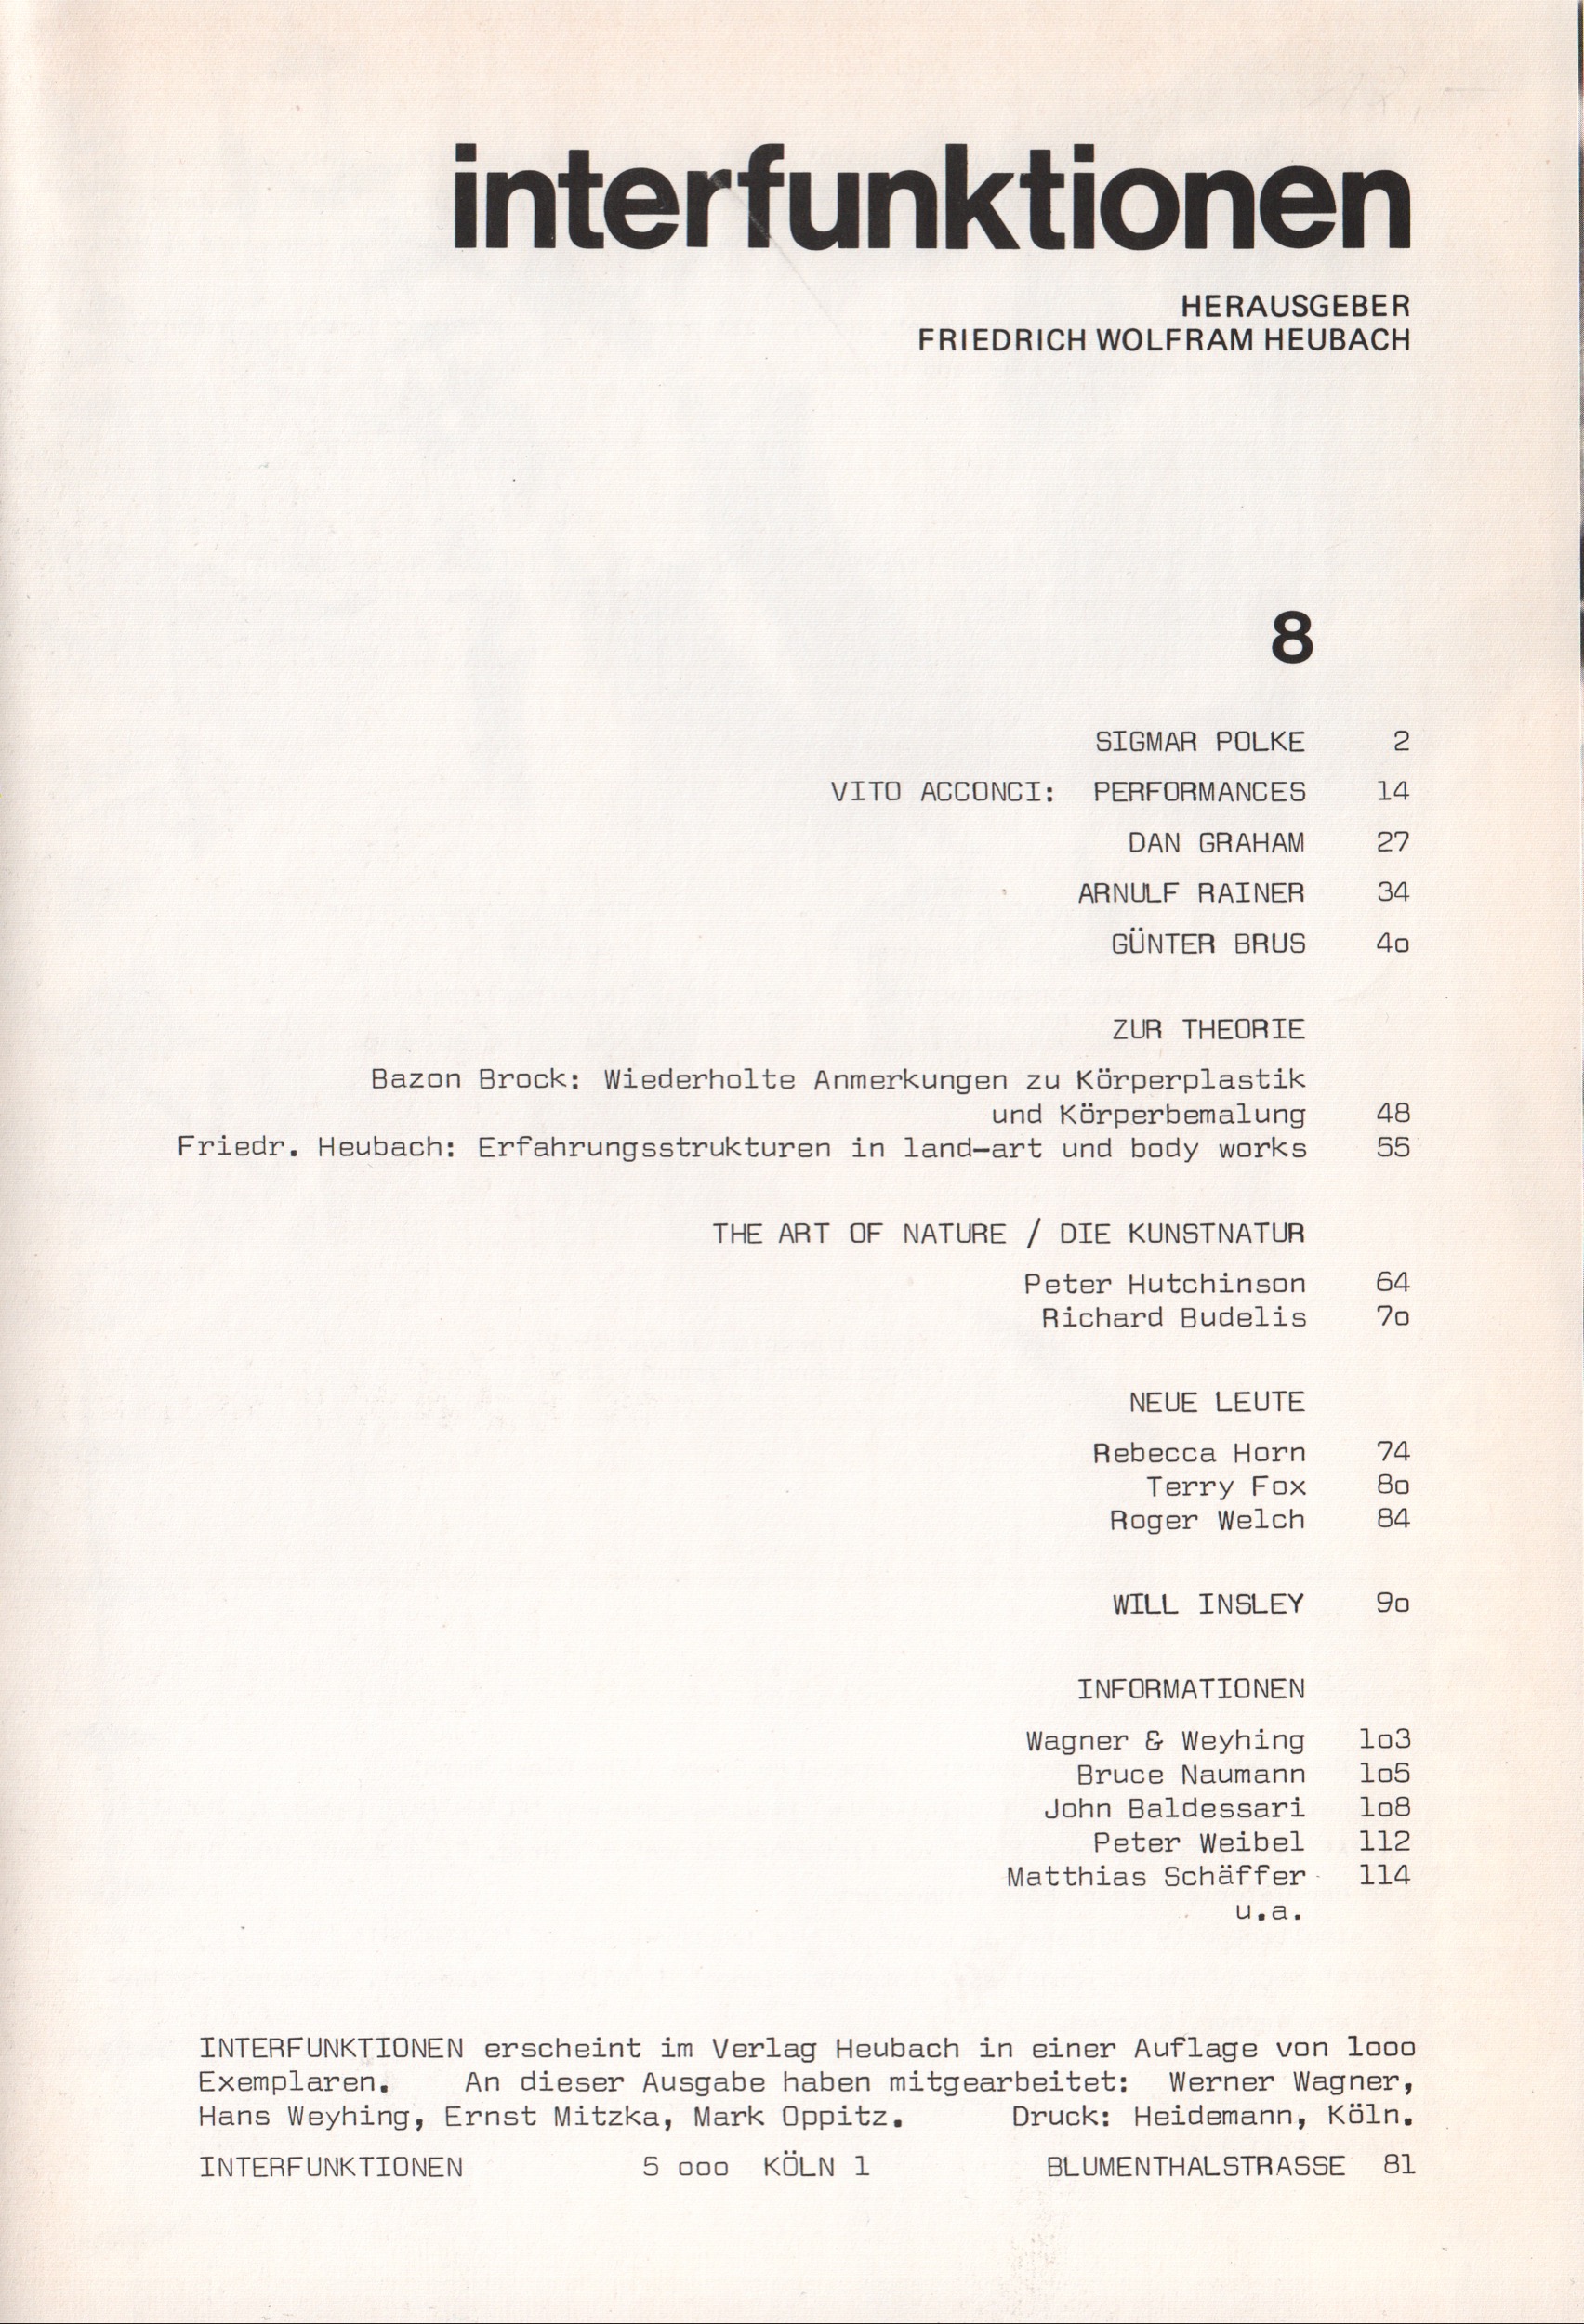 interfunktionen
HERAUSGEBER
FRIEDRICH WOLFRAM HEUBACH
8
SIGMAR POLKE 2
VITO ACCONCI: PERFORMANCES 14
DAN GRAHAM 27
ARNULF RAINER 34
GÜNTER BRUS 4o
ZUR THEORIE
Bazon Brock: Wiederholte Anmerkungen zu Körperplastik
und Körperbemalung 48
Friedr. Heubach: Erfahrungsstrukturen in land-art und body works 55
THE ART OF NATURE / DIE KUNSTNATUR
Peter Hutchinson 64
Richard Budelis 7o
NEUE LEUTE
Rebecca Horn 74
Terry Fox 8o
Roger Welch 84
WILL INSLEY 9o
INFORMATIONEN
Wagner & Weyhing lo3
Bruce Naumann lo5
John Baldessari lo8
Peter Weibel 112
Matthias Schäffer 114
u.a.
INTERFUNKTIONEN erscheint im Verlag Heubach in einer Auflage von looo
Exemplaren. An dieser Ausgabe haben mitgearbeitet: Werner Wagner,
Hans Weyhing, Ernst Mitzka, Mark Oppitz. Druck: Heidemann, Köln.
INTERFUNKTIONEN 5 ooo KÖLN 1 BLUMENTHALSTRASSE 81